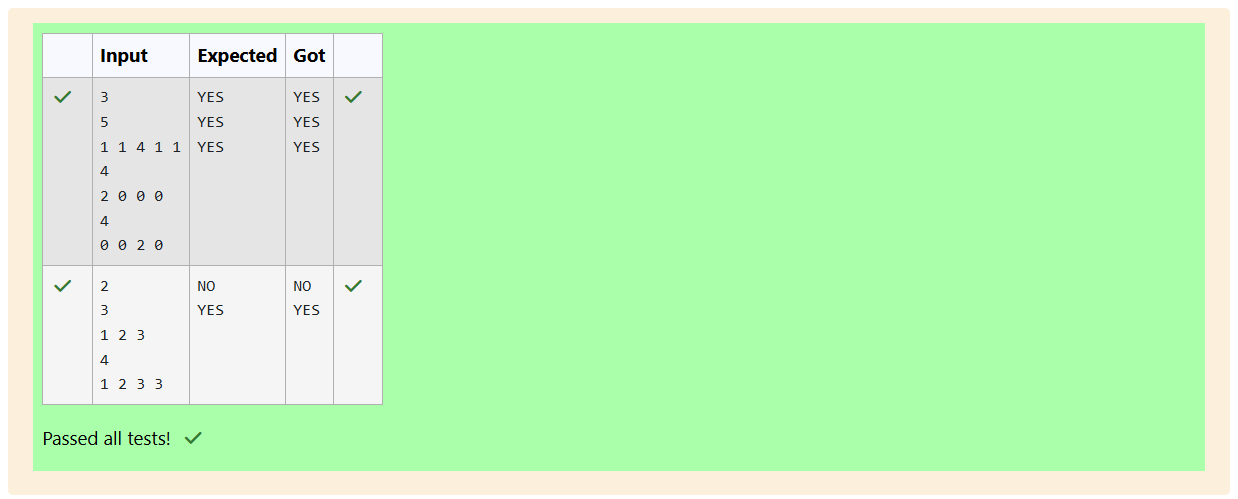 Input Expected Got
3 YES YES
5 YES YES
1 1 4 1 1 YES YES
4
2 0 0 0
4
0 0 2 0
2 NO NO
3 YES YES
1 2 3
4
1 2 3 3
Passed all tests!